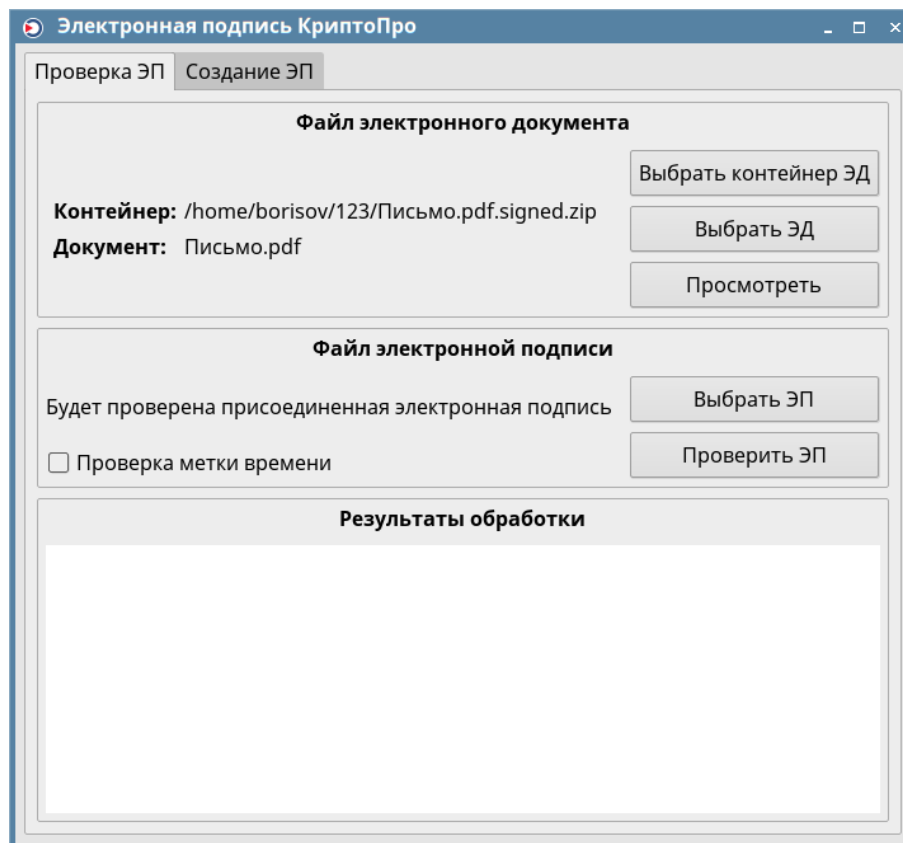 Электронная подпись КриптоПро
Проверка ЭП Создание ЭП
Файл электронного документа
Выбрать контейнер ЭД
Контейнер: /home/borisov/123/Письмо.pdf.signed.zip
Выбрать ЭД
Документ: Письмо.pdf
Просмотреть
Файл электронной подписи
Будет проверена присоединенная электронная подпись
Выбрать ЭП
Проверка метки времени
Проверить ЭП
Результаты обработки